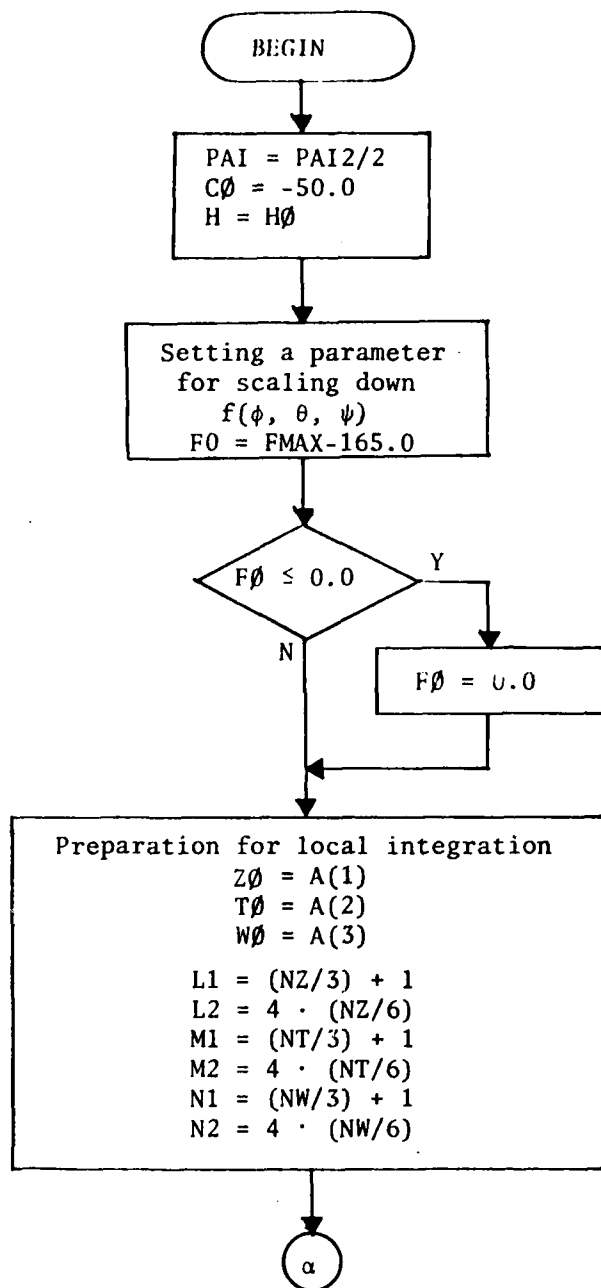 BEGIN
PAI = PAI2/2
CØ = -50.0
H = HØ
Setting a parameter
for scaling down
f(ϕ, θ, ψ)
FO = FMAX-165.0
FØ ≦ 0.0
Y
N
FØ = 0.0
Preparation for local integration
ZØ = A(1)
TØ = A(2)
WØ = A(3)
L1 = (NZ/3) + 1
L2 = 4 · (NZ/6)
M1 = (NT/3) + 1
M2 = 4 · (NT/6)
N1 = (NW/3) + 1
N2 = 4 · (NW/6)
α